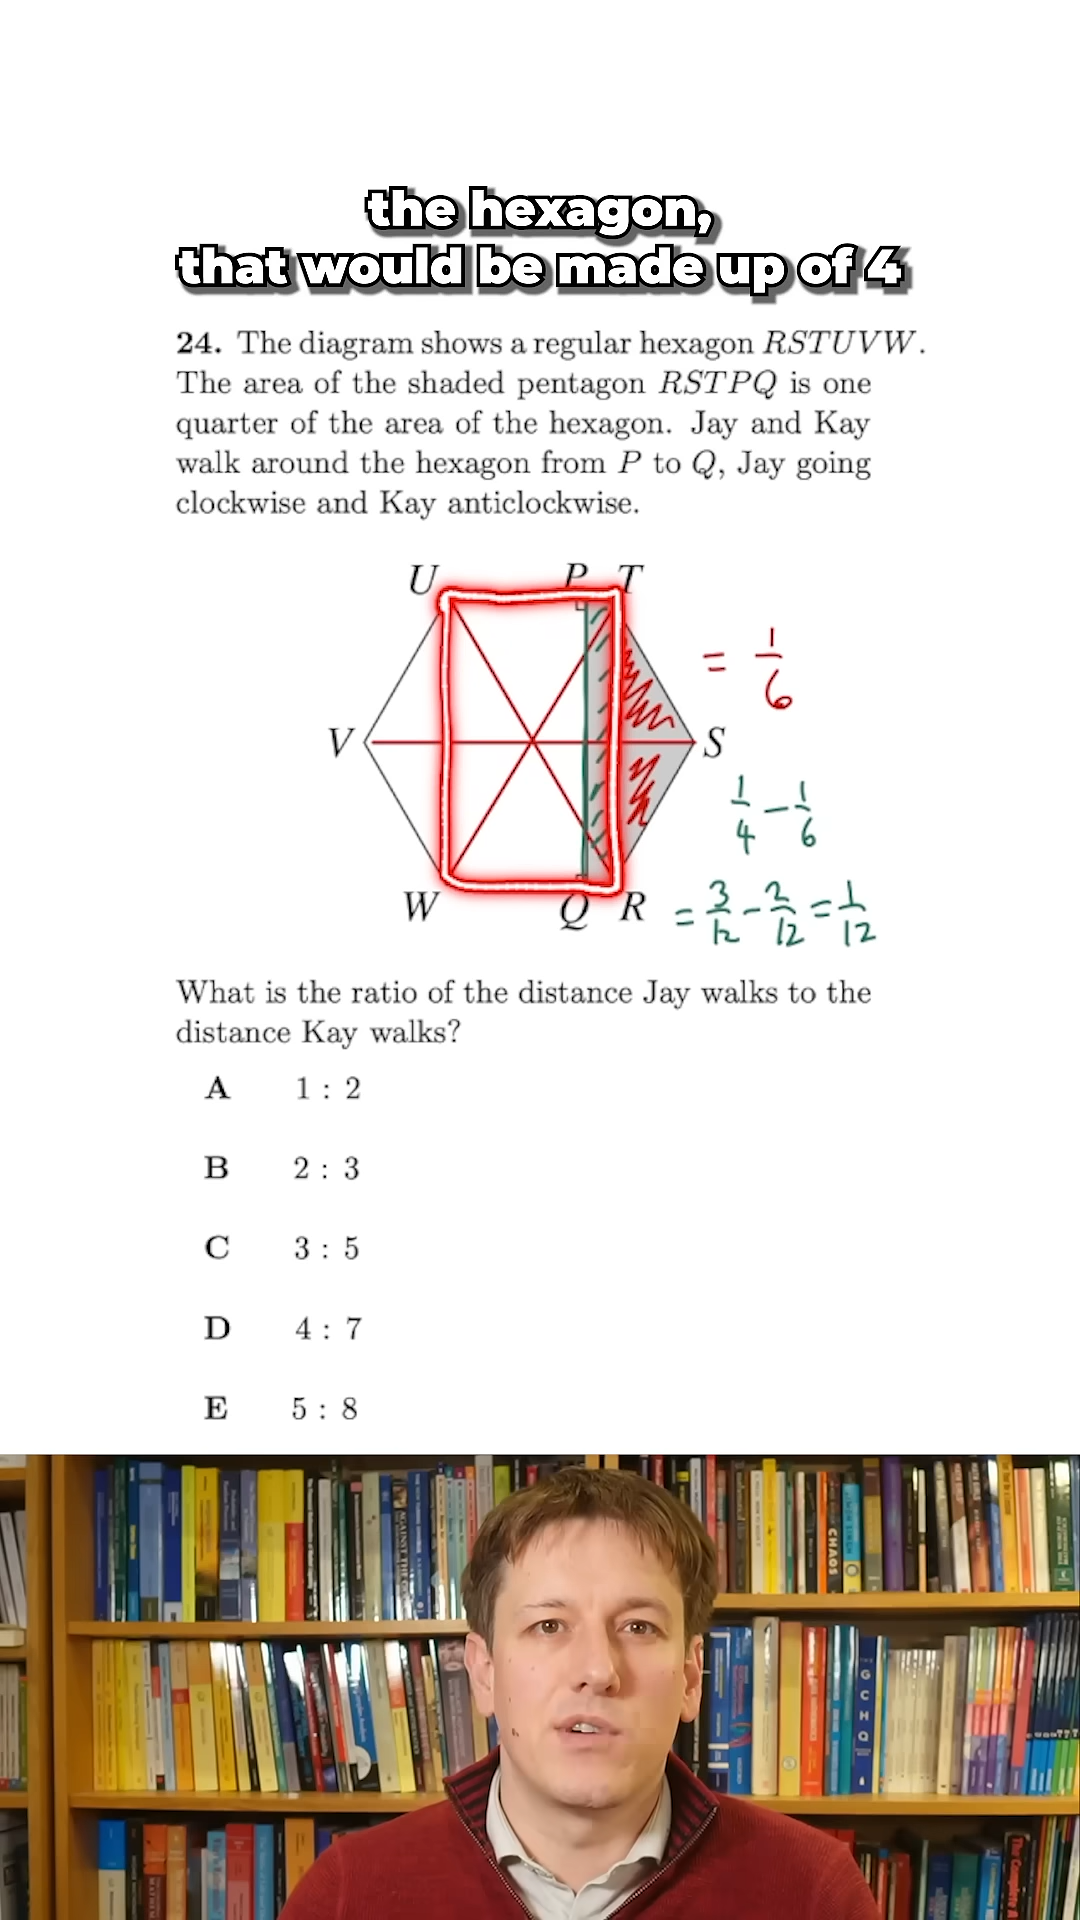 the hexagon,
that would be made up of 4
24. The diagram shows a regular hexagon RSTUVW.
The area of the shaded pentagon RSTPQ is one
quarter of the area of the hexagon. Jay and Kay
walk around the hexagon from P to Q, Jay going
clockwise and Kay anticlockwise.
U P T
= 1/6
V S
1/4 - 1/6
W Q R = 3/12 - 2/12 = 1/12
What is the ratio of the distance Jay walks to the
distance Kay walks?
A 1 : 2
B 2 : 3
C 3 : 5
D 4 : 7
E 5 : 8
CHAOS
GCHQ